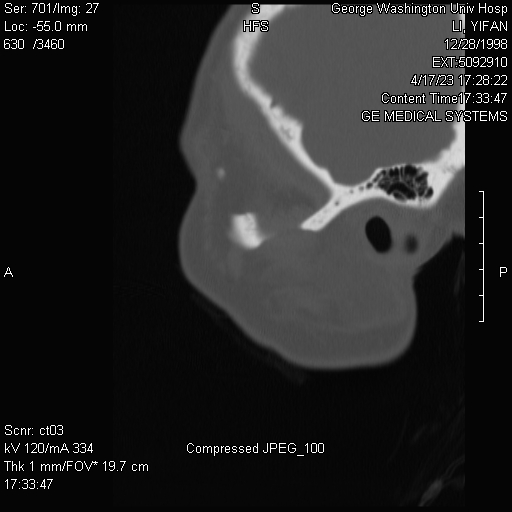 Ser: 701/Img: 27
Loc: -55.0 mm
630 /3460
S
HFS
George Washington Univ Hosp
LI, YIFAN
12/28/1998
EXT:5092910
4/17/23 17:28:22
Content Time17:33:47
GE MEDICAL SYSTEMS
A
P
Scnr: ct03
kV 120/mA 334
Thk 1 mm/FOV* 19.7 cm
17:33:47
Compressed JPEG_100